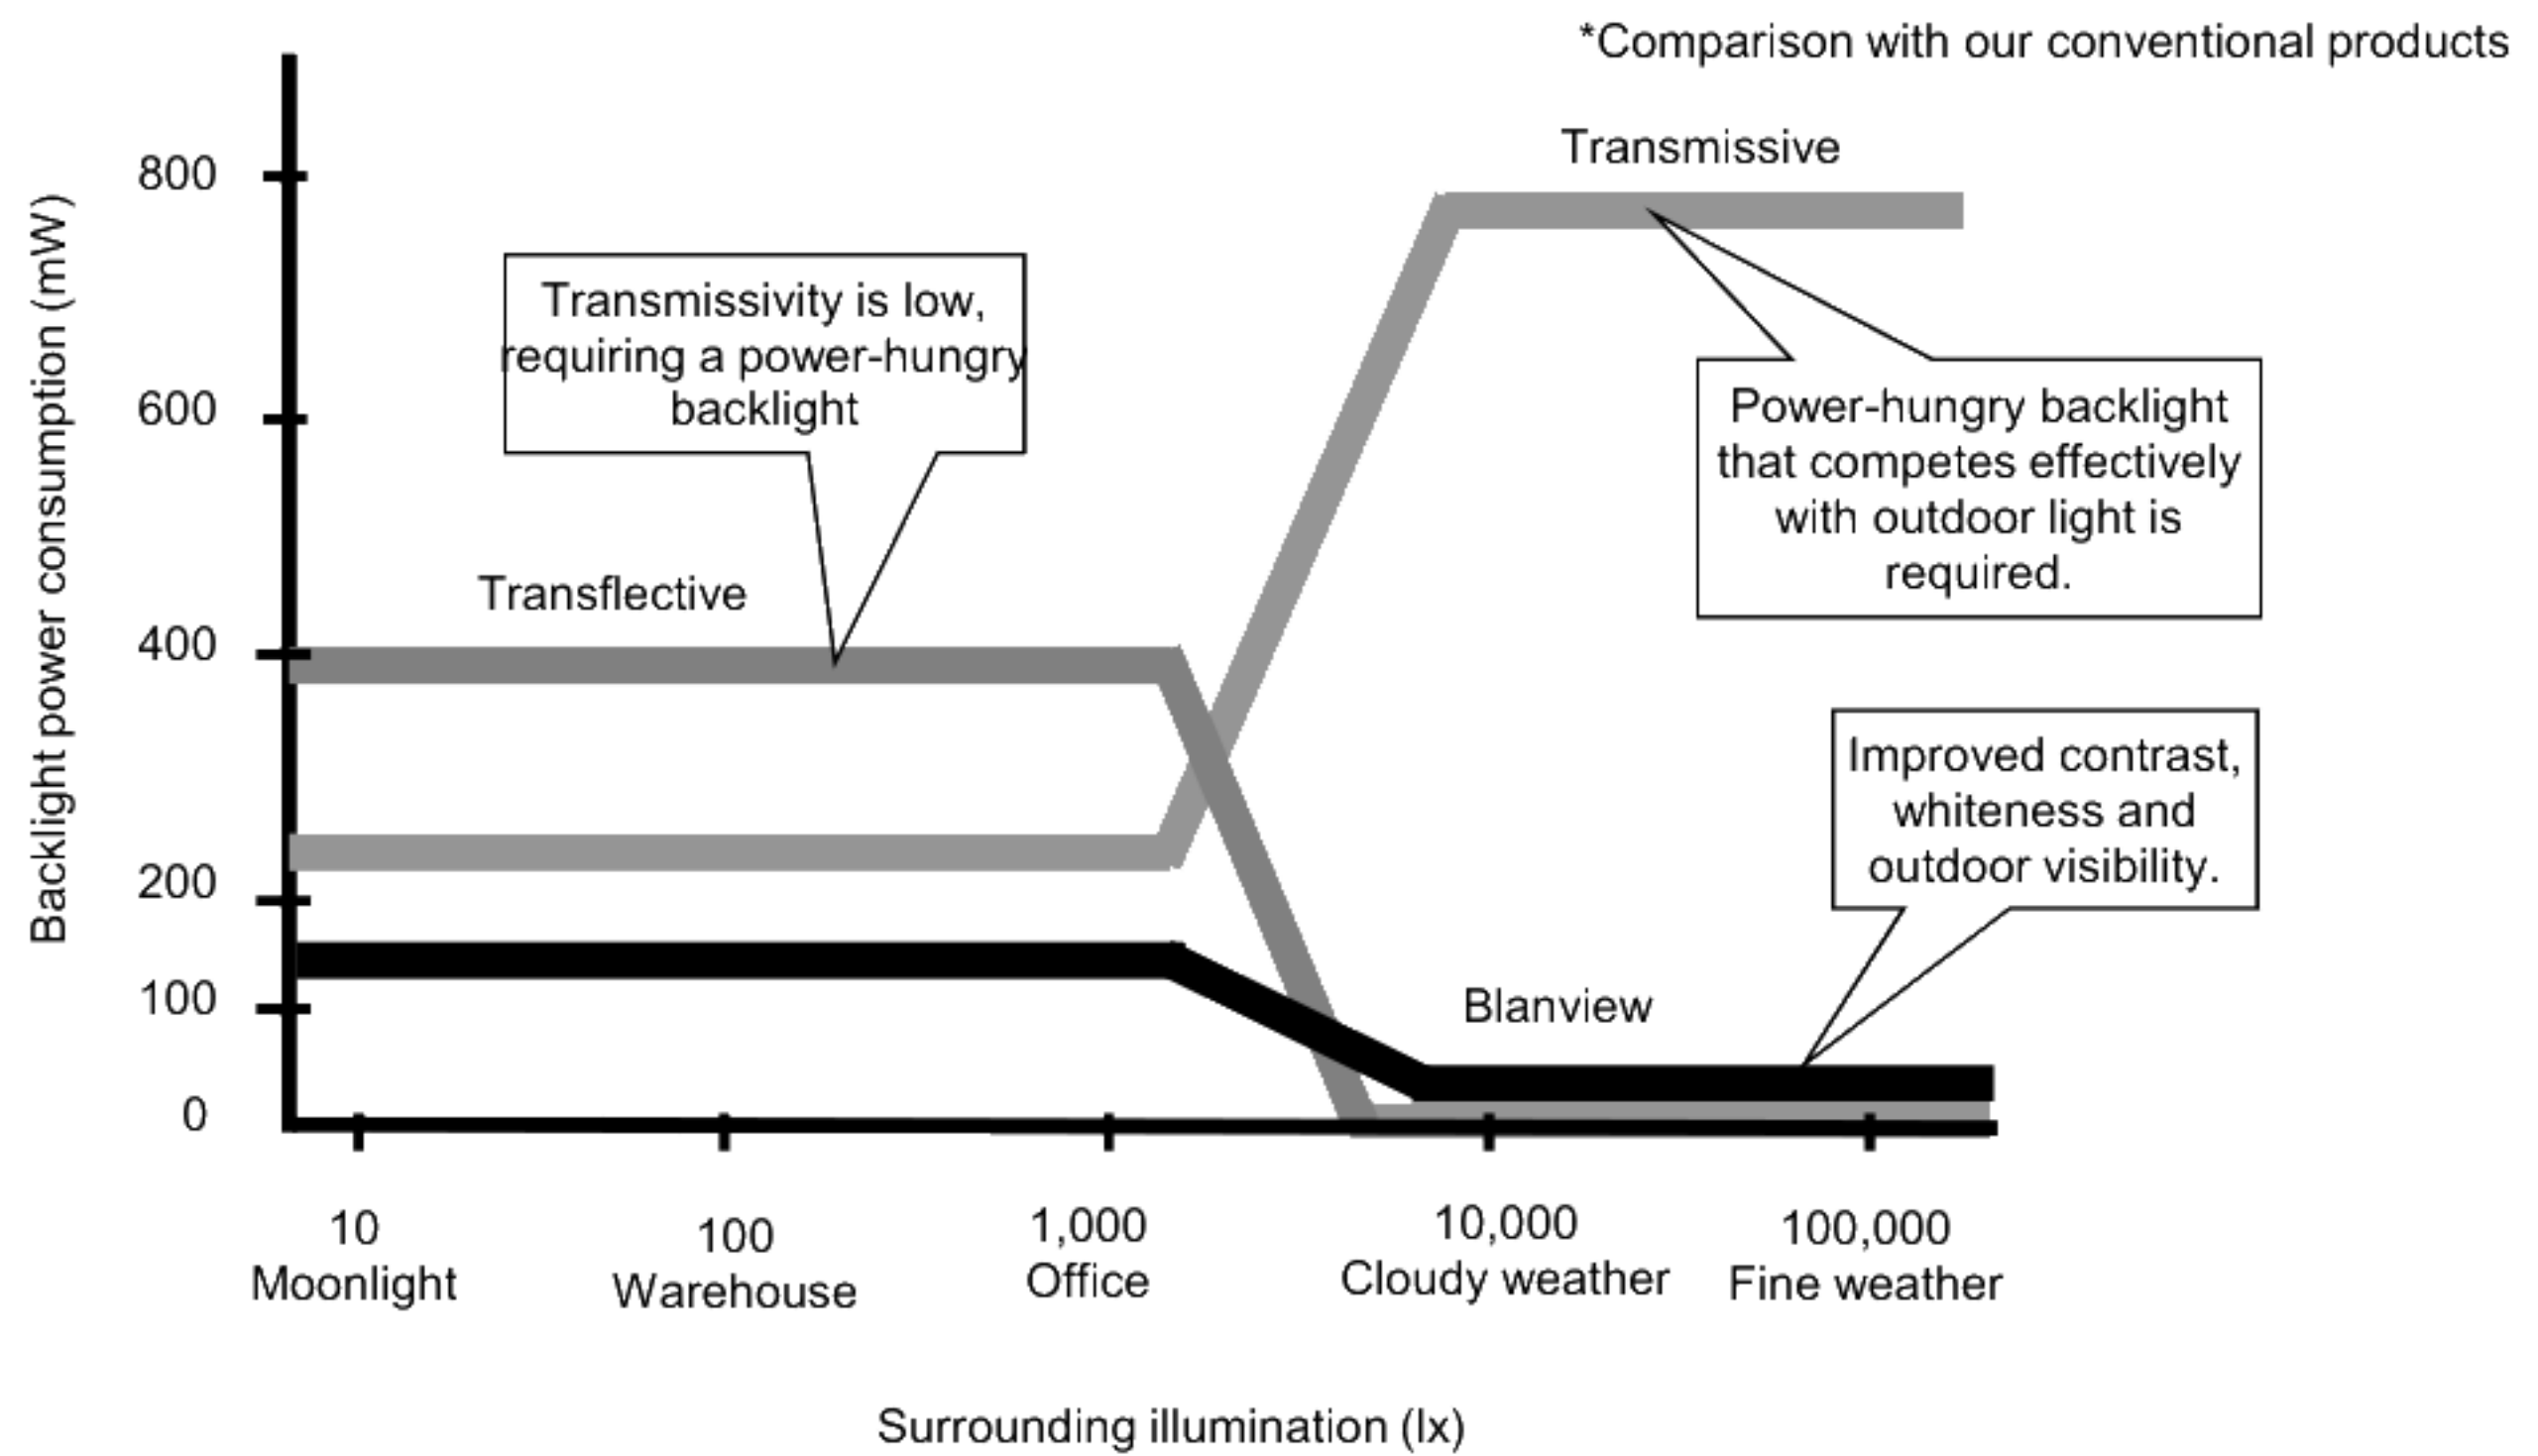 *Comparison with our conventional products
Transmissive
800
Transmissivity is low,
requiring a power-hungry
backlight
Power-hungry backlight
that competes effectively
with outdoor light is
required.
600
Transflective
400
Improved contrast,
whiteness and
outdoor visibility.
200
Blanview
100
0
Backlight power consumption (mW)
10
Moonlight
100
Warehouse
1,000
Office
10,000
Cloudy weather
100,000
Fine weather
Surrounding illumination (lx)